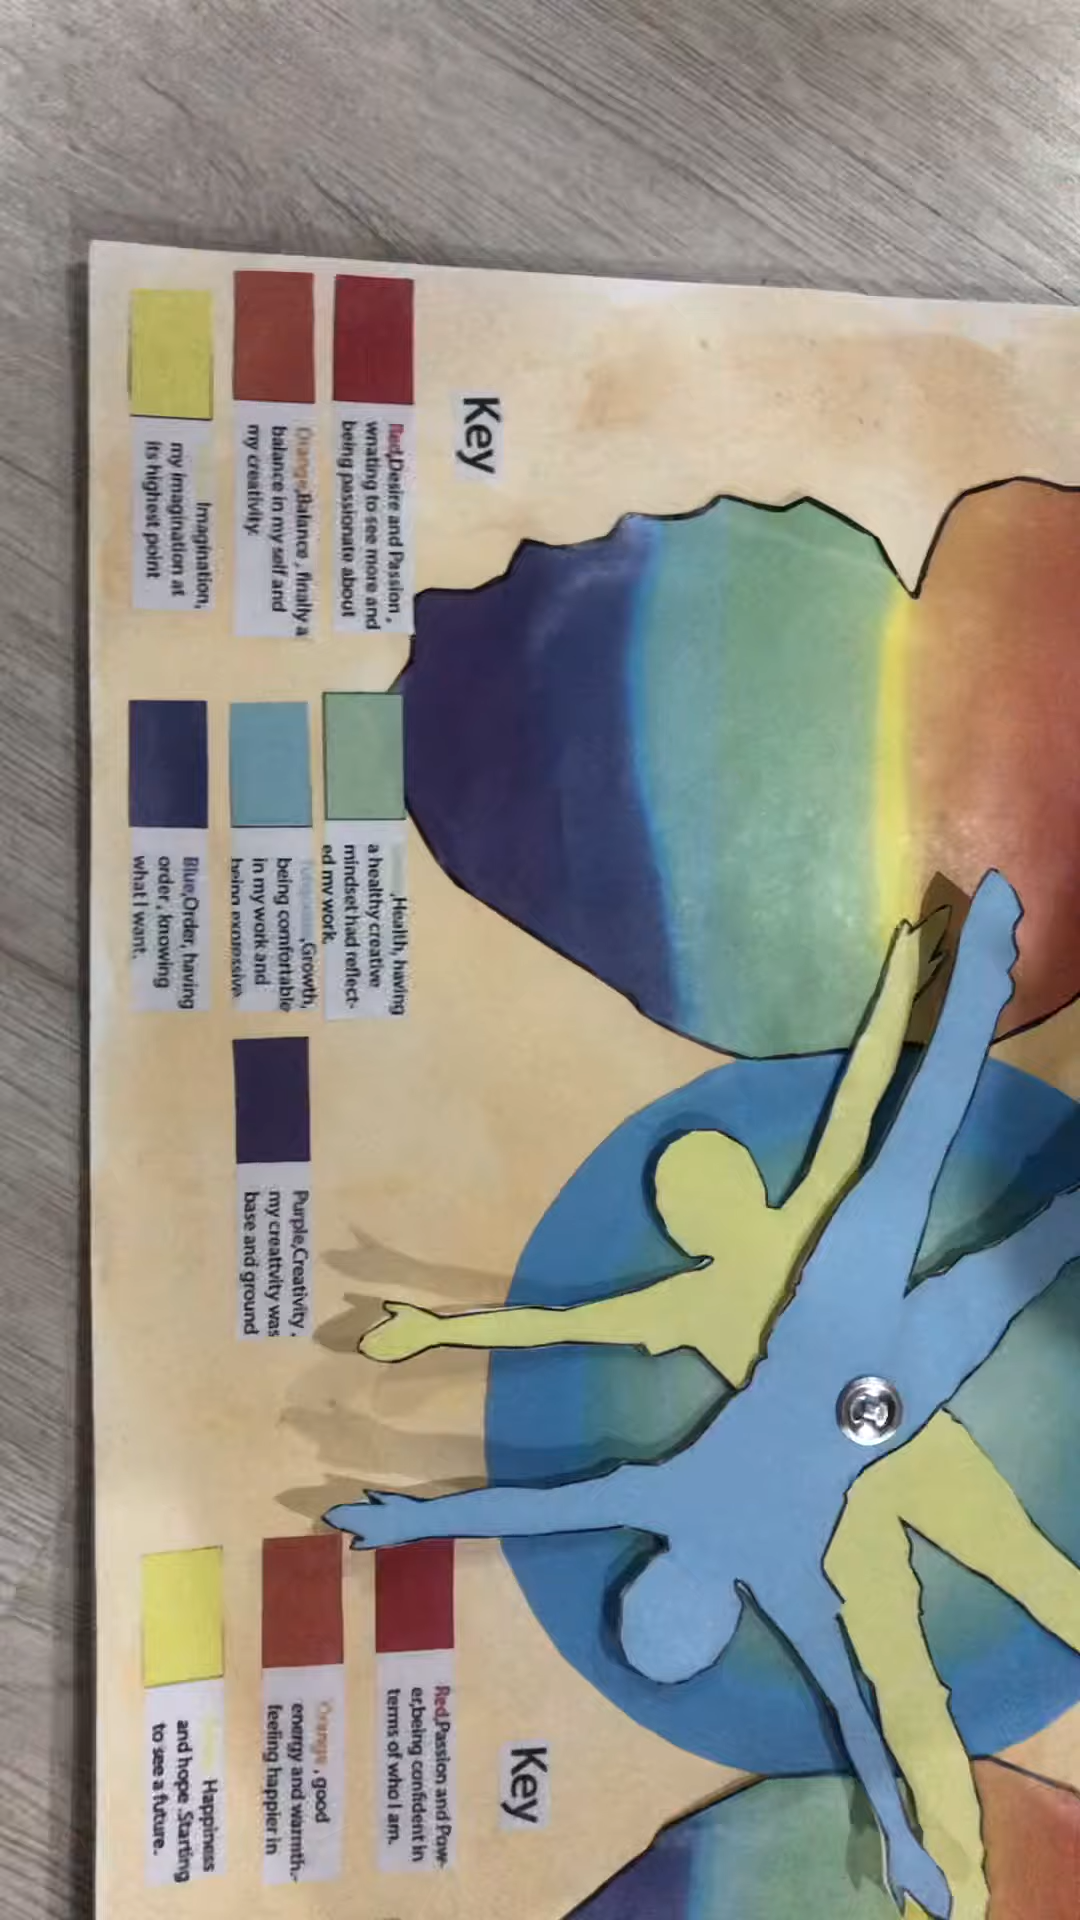 Key
Red,Desire and Passion ,
wnating to see more and
being passionate about
Orange,Balance , finally a
balance in my self and
my creativity.
Imagination,
my imagination at
its highest point
,Health, having
a healthy creative
mindset had reflect-
ed my work.
,Growth,
being comfortable
in my work and
being expressive.
Blue,Order, having
order , knowing
what I want.
Purple,Creativity ,
my creattvity was
base and ground
Key
Red,Passion and Pow-
er,being confident in
terms of who I am.
Orange , good
energy and warmth.-
feeling happier in
Happiness
and hope .Starting
to see a future.